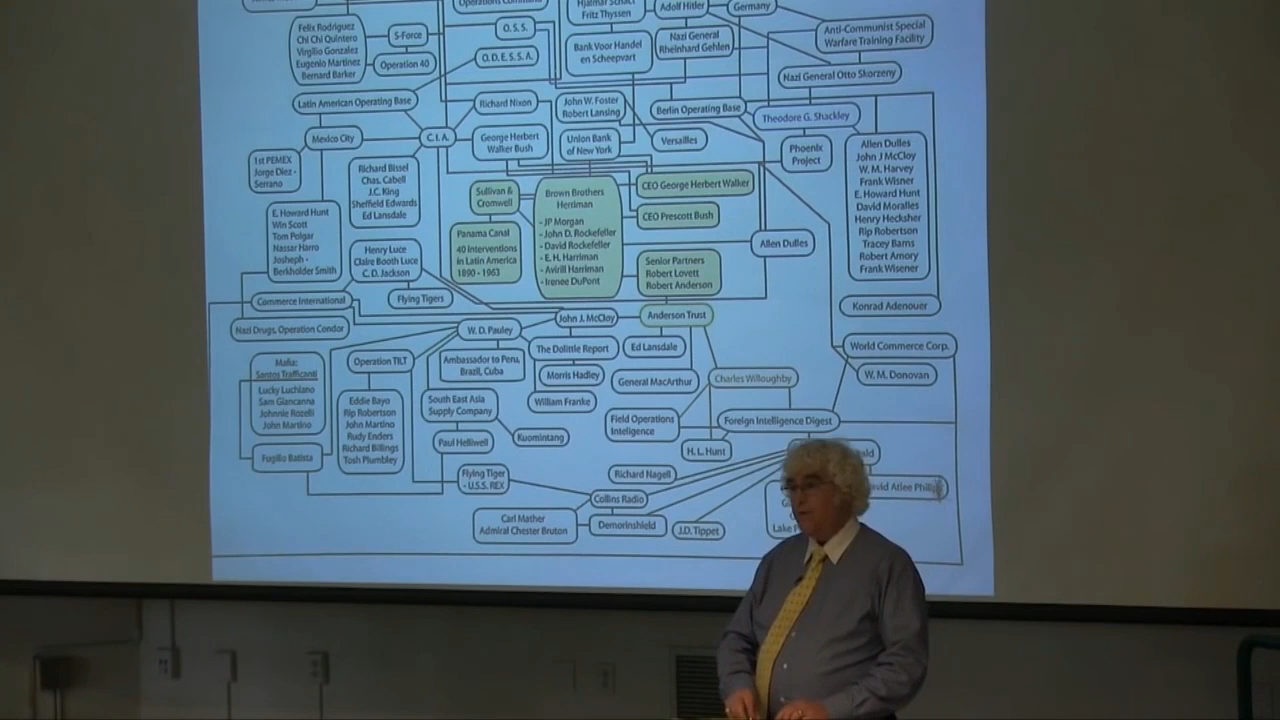 Operations Command
Hjalmar Schact
Fritz Thyssen
Adolf Hitler
Germany
Felix Rodriguez
Chi Chi Quintero
Virgilio Gonzalez
Eugenio Martinez
Bernard Barker
S-Force
Operation 40
O.S.S.
O.D.E.S.S.A.
Bank Voor Handel
en Scheepvart
Nazi General
Rheinhard Gehlen
Anti-Communist Special
Warfare Training Facility
Nazi General Otto Skorzeny
Latin American Operating Base
Richard Nixon
John W. Foster
Robert Lansing
Berlin Operating Base
Theodore G. Shackley
Mexico City
C.I.A.
George Herbert
Walker Bush
Union Bank
of New York
Versailles
Phoenix
Project
Allen Dulles
John J McCloy
W. M. Harvey
Frank Wisner
E. Howard Hunt
David Moralles
Henry Hecksher
Rip Robertson
Tracey Barns
Robert Amory
Frank Wisener
1st PEMEX
Jorge Diez -
Serrano
Richard Bissel
Chas. Cabell
J.C. King
Sheffield Edwards
Ed Lansdale
Sullivan &
Cromwell
Brown Brothers
Herriman
- JP Morgan
- John D. Rockefeller
- David Rockefeller
- E. H. Harriman
- Avirill Harriman
- Irenee DuPont
CEO George Herbert Walker
CEO Prescott Bush
E. Howard Hunt
Win Scott
Tom Polgar
Nassar Harro
Josheph -
Berkholder Smith
Panama Canal
40 Interventions
in Latin America
1890 - 1963
Allen Dulles
Henry Luce
Claire Booth Luce
C. D. Jackson
Senior Partners
Robert Lovett
Robert Anderson
Commerce International
Flying Tigers
Konrad Adenouer
Nazi Drugs, Operation Condor
John J. McCloy
Anderson Trust
W. D. Pauley
World Commerce Corp.
Mafia:
Santos Trafficanti
Lucky Luchiano
Sam Giancanna
Johnnie Rozelli
John Martino
Operation TILT
Ambassador to Peru,
Brazil, Cuba
The Dolittle Report
Ed Lansdale
W. M. Donovan
Morris Hadley
General MacArthur
Charles Willoughby
Eddie Bayo
Rip Robertson
John Martino
Rudy Enders
Richard Billings
Tosh Plumbley
South East Asia
Supply Company
William Franke
Field Operations
Inteligence
Foreign Intelligence Digest
Paul Helliwell
Kuomintang
H. L. Hunt
Fugilio Batista
Flying Tiger
- U.S.S. REX
Richard Nagell
Collins Radio
David Atlee Phillip
Carl Mather
Admiral Chester Bruton
Demorinshield
J.D. Tippet
Lake